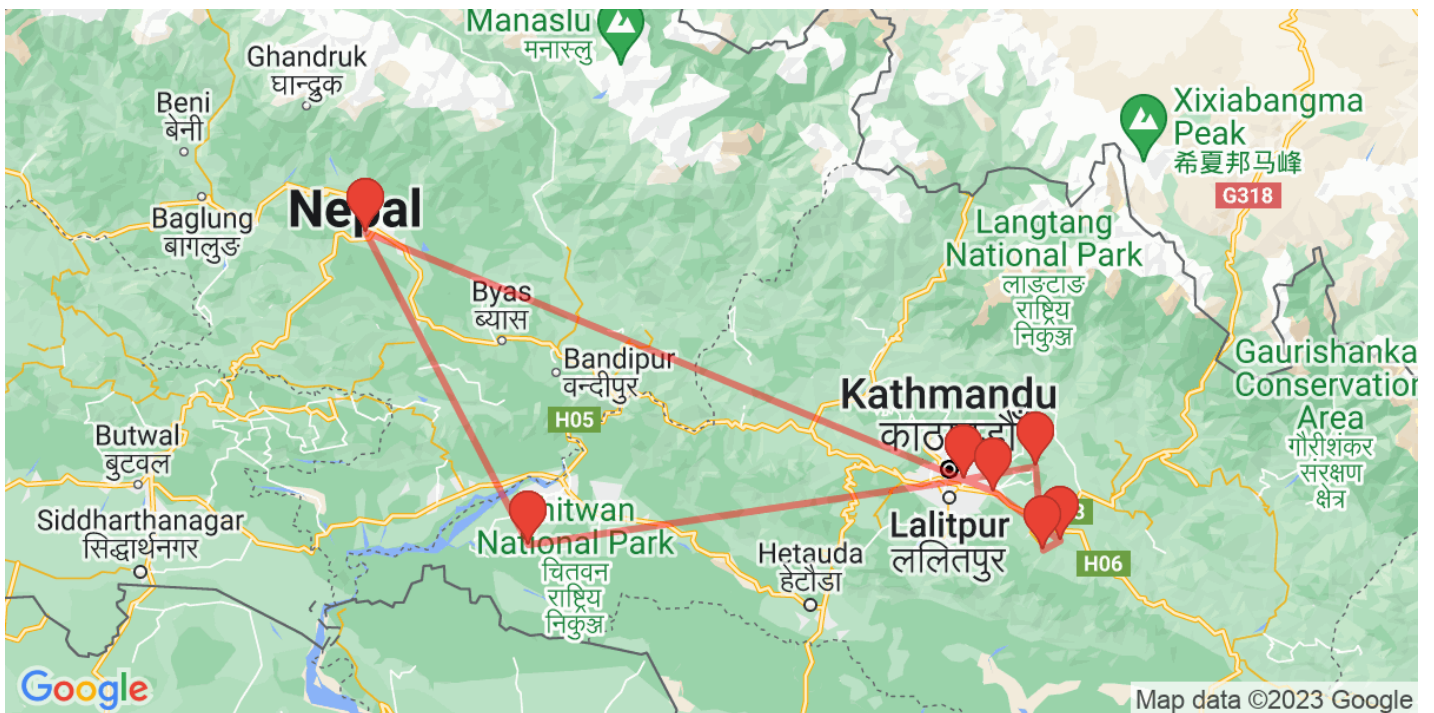 Manaslu
मनास्लु
Ghandruk
घान्द्रुक
Beni
बेनी
Xixiabangma
Peak
希夏邦马峰
G318
Baglung
बागलुङ
Nepal
Langtang
National Park
लाङटाङ
राष्ट्रिय
निकुञ्ज
Byas
ब्यास
Bandipur
वन्दीपुर
Gaurishanka
Conservation
Area
गौरीशंकर
संरक्षण
क्षेत्र
Kathmandu
H05
Butwal
बुटवल
Siddharthanagar
सिद्धार्थनगर
National Park
चितवन
राष्ट्रिय
निकुञ्ज
Lalitpur
ललितपुर
Hetauda
हेटौडा
H06
Google
Map data ©2023 Google